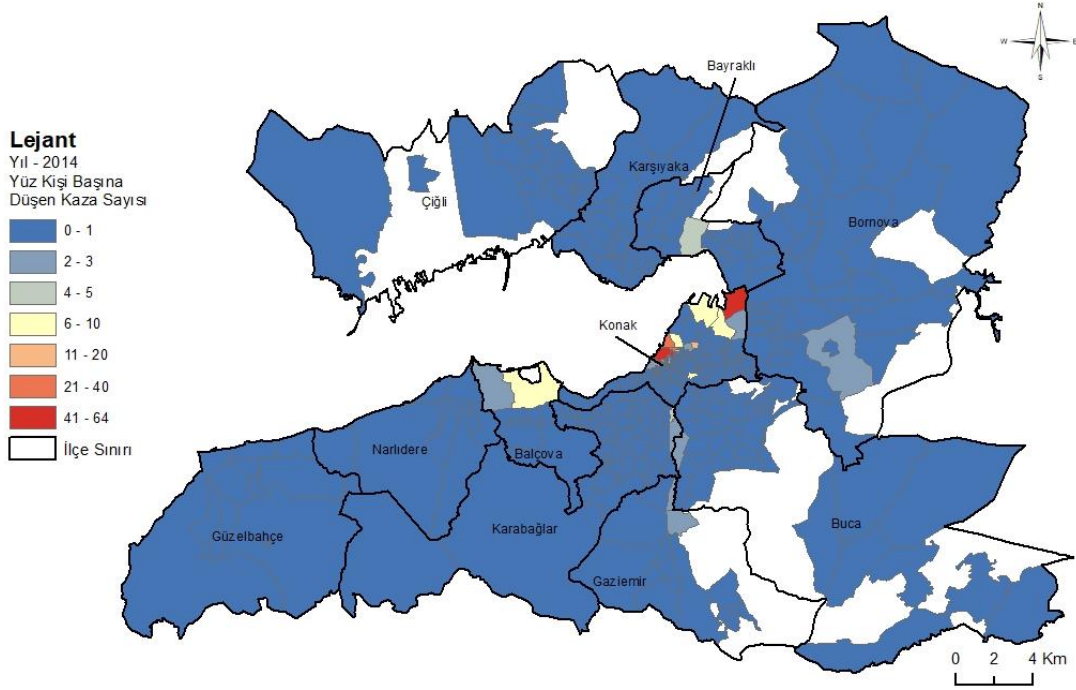 N
W
E
S
Bayraklı
Lejant
Yıl - 2014
Yüz Kişi Başına
Düşen Kaza Sayısı
0 - 1
2 - 3
4 - 5
6 - 10
11 - 20
21 - 40
41 - 64
İlçe Sınırı
Karşıyaka
Çiğli
Bornova
Konak
Narlıdere
Balçova
Güzelbahçe
Karabağlar
Buca
Gaziemir
0 2 4 Km